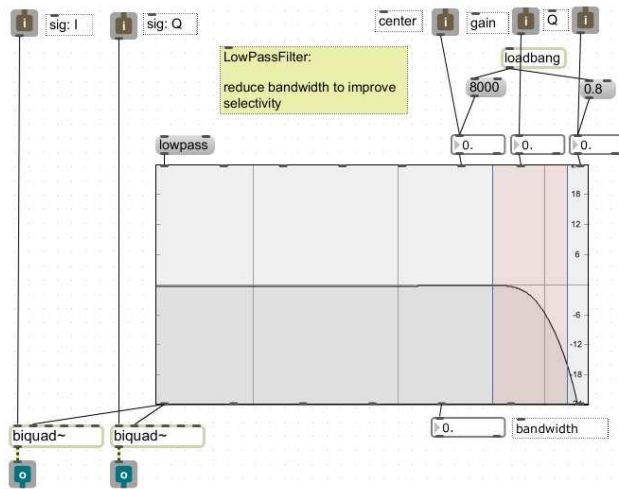 i
sig: I
i
sig: Q
center
i
gain
i
Q
i
LowPassFilter:
reduce bandwidth to improve
selectivity
loadbang
8000
0.8
lowpass
0.
0.
0.
18
12
6
-6
-12
18
biquad~
biquad~
0.
bandwidth
o
o